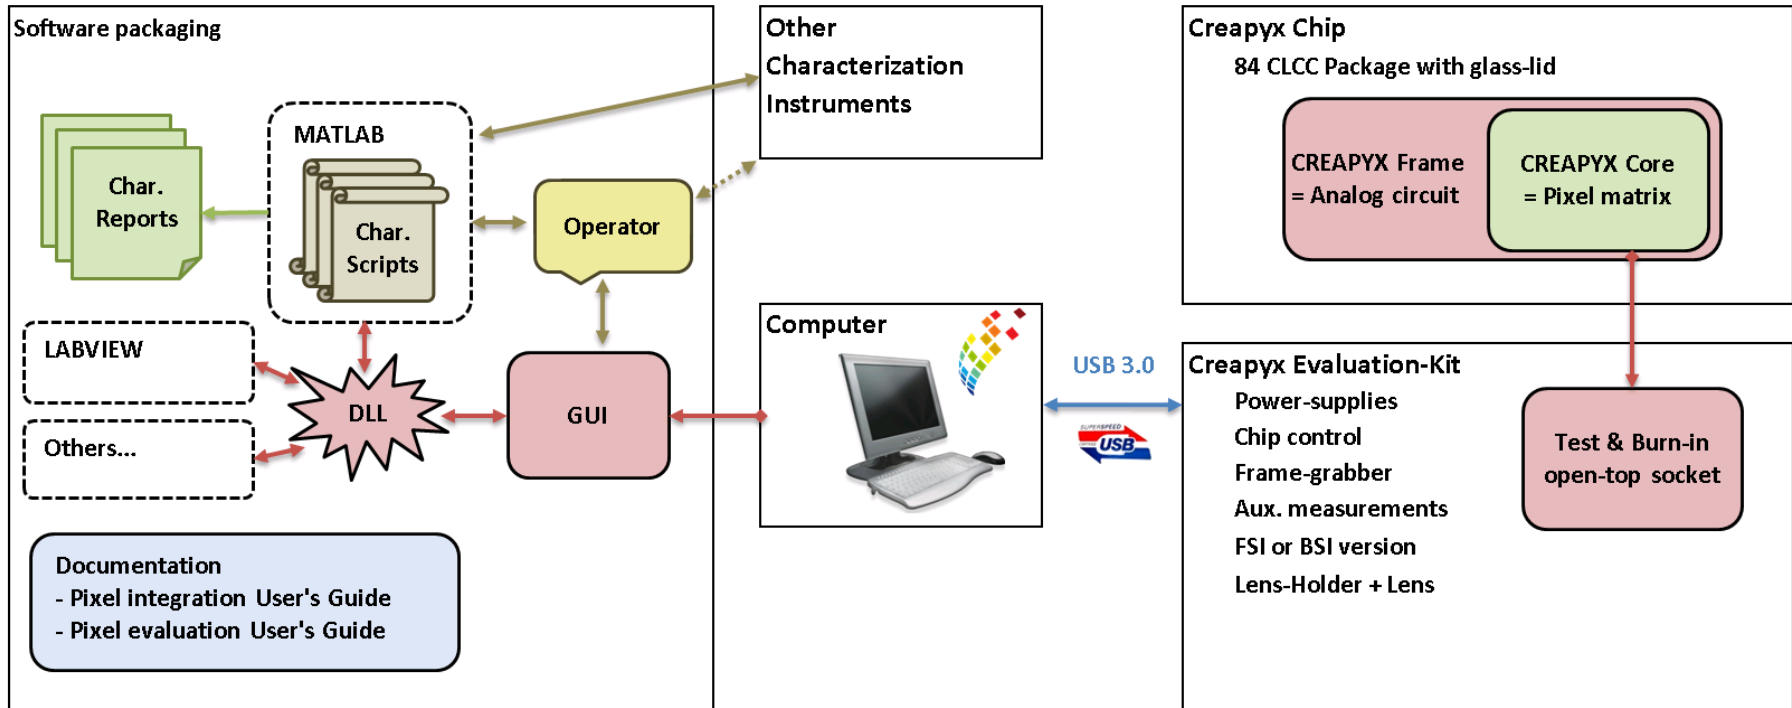 Software packaging
Char.
Reports
MATLAB
Char.
Scripts
Operator
LABVIEW
Others...
DLL
GUI
Documentation
- Pixel integration User's Guide
- Pixel evaluation User's Guide
Other
Characterization
Instruments
Computer
USB 3.0
SUPERSPEED
USB
Creapyx Chip
84 CLCC Package with glass-lid
CREAPYX Frame
= Analog circuit
CREAPYX Core
= Pixel matrix
Creapyx Evaluation-Kit
Power-supplies
Chip control
Frame-grabber
Aux. measurements
FSI or BSI version
Lens-Holder + Lens
Test & Burn-in
open-top socket